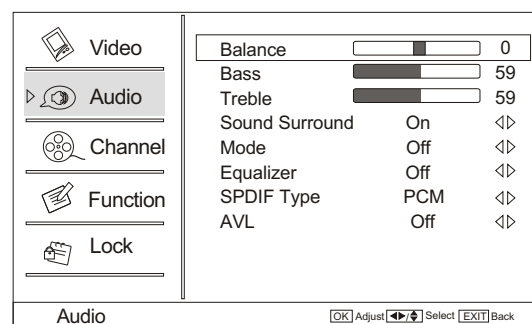 Video
Audio
Channel
Function
Lock
Balance 0
Bass 59
Treble 59
Sound Surround On
Mode Off
Equalizer Off
SPDIF Type PCM
AVL Off
Audio
OK Adjust Select EXIT Back